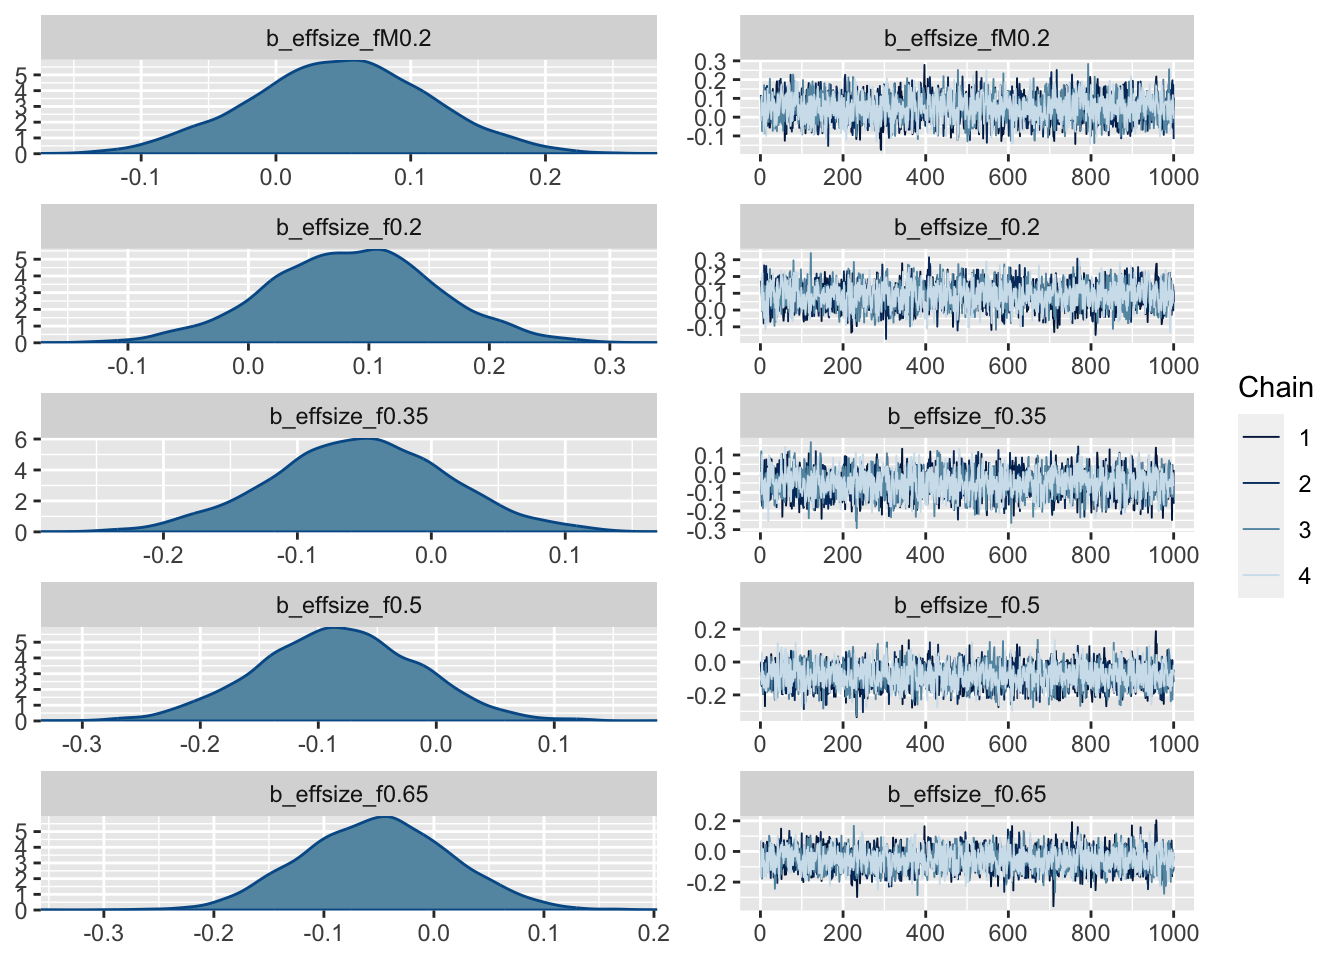 b_effsize_fM0.2
5
4
3
2
1
0
-0.1 0.0 0.1 0.2
b_effsize_fM0.2
0.3
0.2
0.1
0.0
-0.1
0 200 400 600 800 1000
b_effsize_f0.2
5
4
3
2
1
0
-0.1 0.0 0.1 0.2 0.3
b_effsize_f0.2
0.3
0.2
0.1
0.0
-0.1
0 200 400 600 800 1000
b_effsize_f0.35
6
4
2
0
-0.2 -0.1 0.0 0.1
b_effsize_f0.35
0.1
0.0
-0.1
-0.2
-0.3
0 200 400 600 800 1000
b_effsize_f0.5
5
4
3
2
1
0
-0.3 -0.2 -0.1 0.0 0.1
b_effsize_f0.5
0.2
0.0
-0.2
0 200 400 600 800 1000
b_effsize_f0.65
5
4
3
2
1
0
-0.3 -0.2 -0.1 0.0 0.1 0.2
b_effsize_f0.65
0.2
0.0
-0.2
0 200 400 600 800 1000
Chain
1
2
3
4